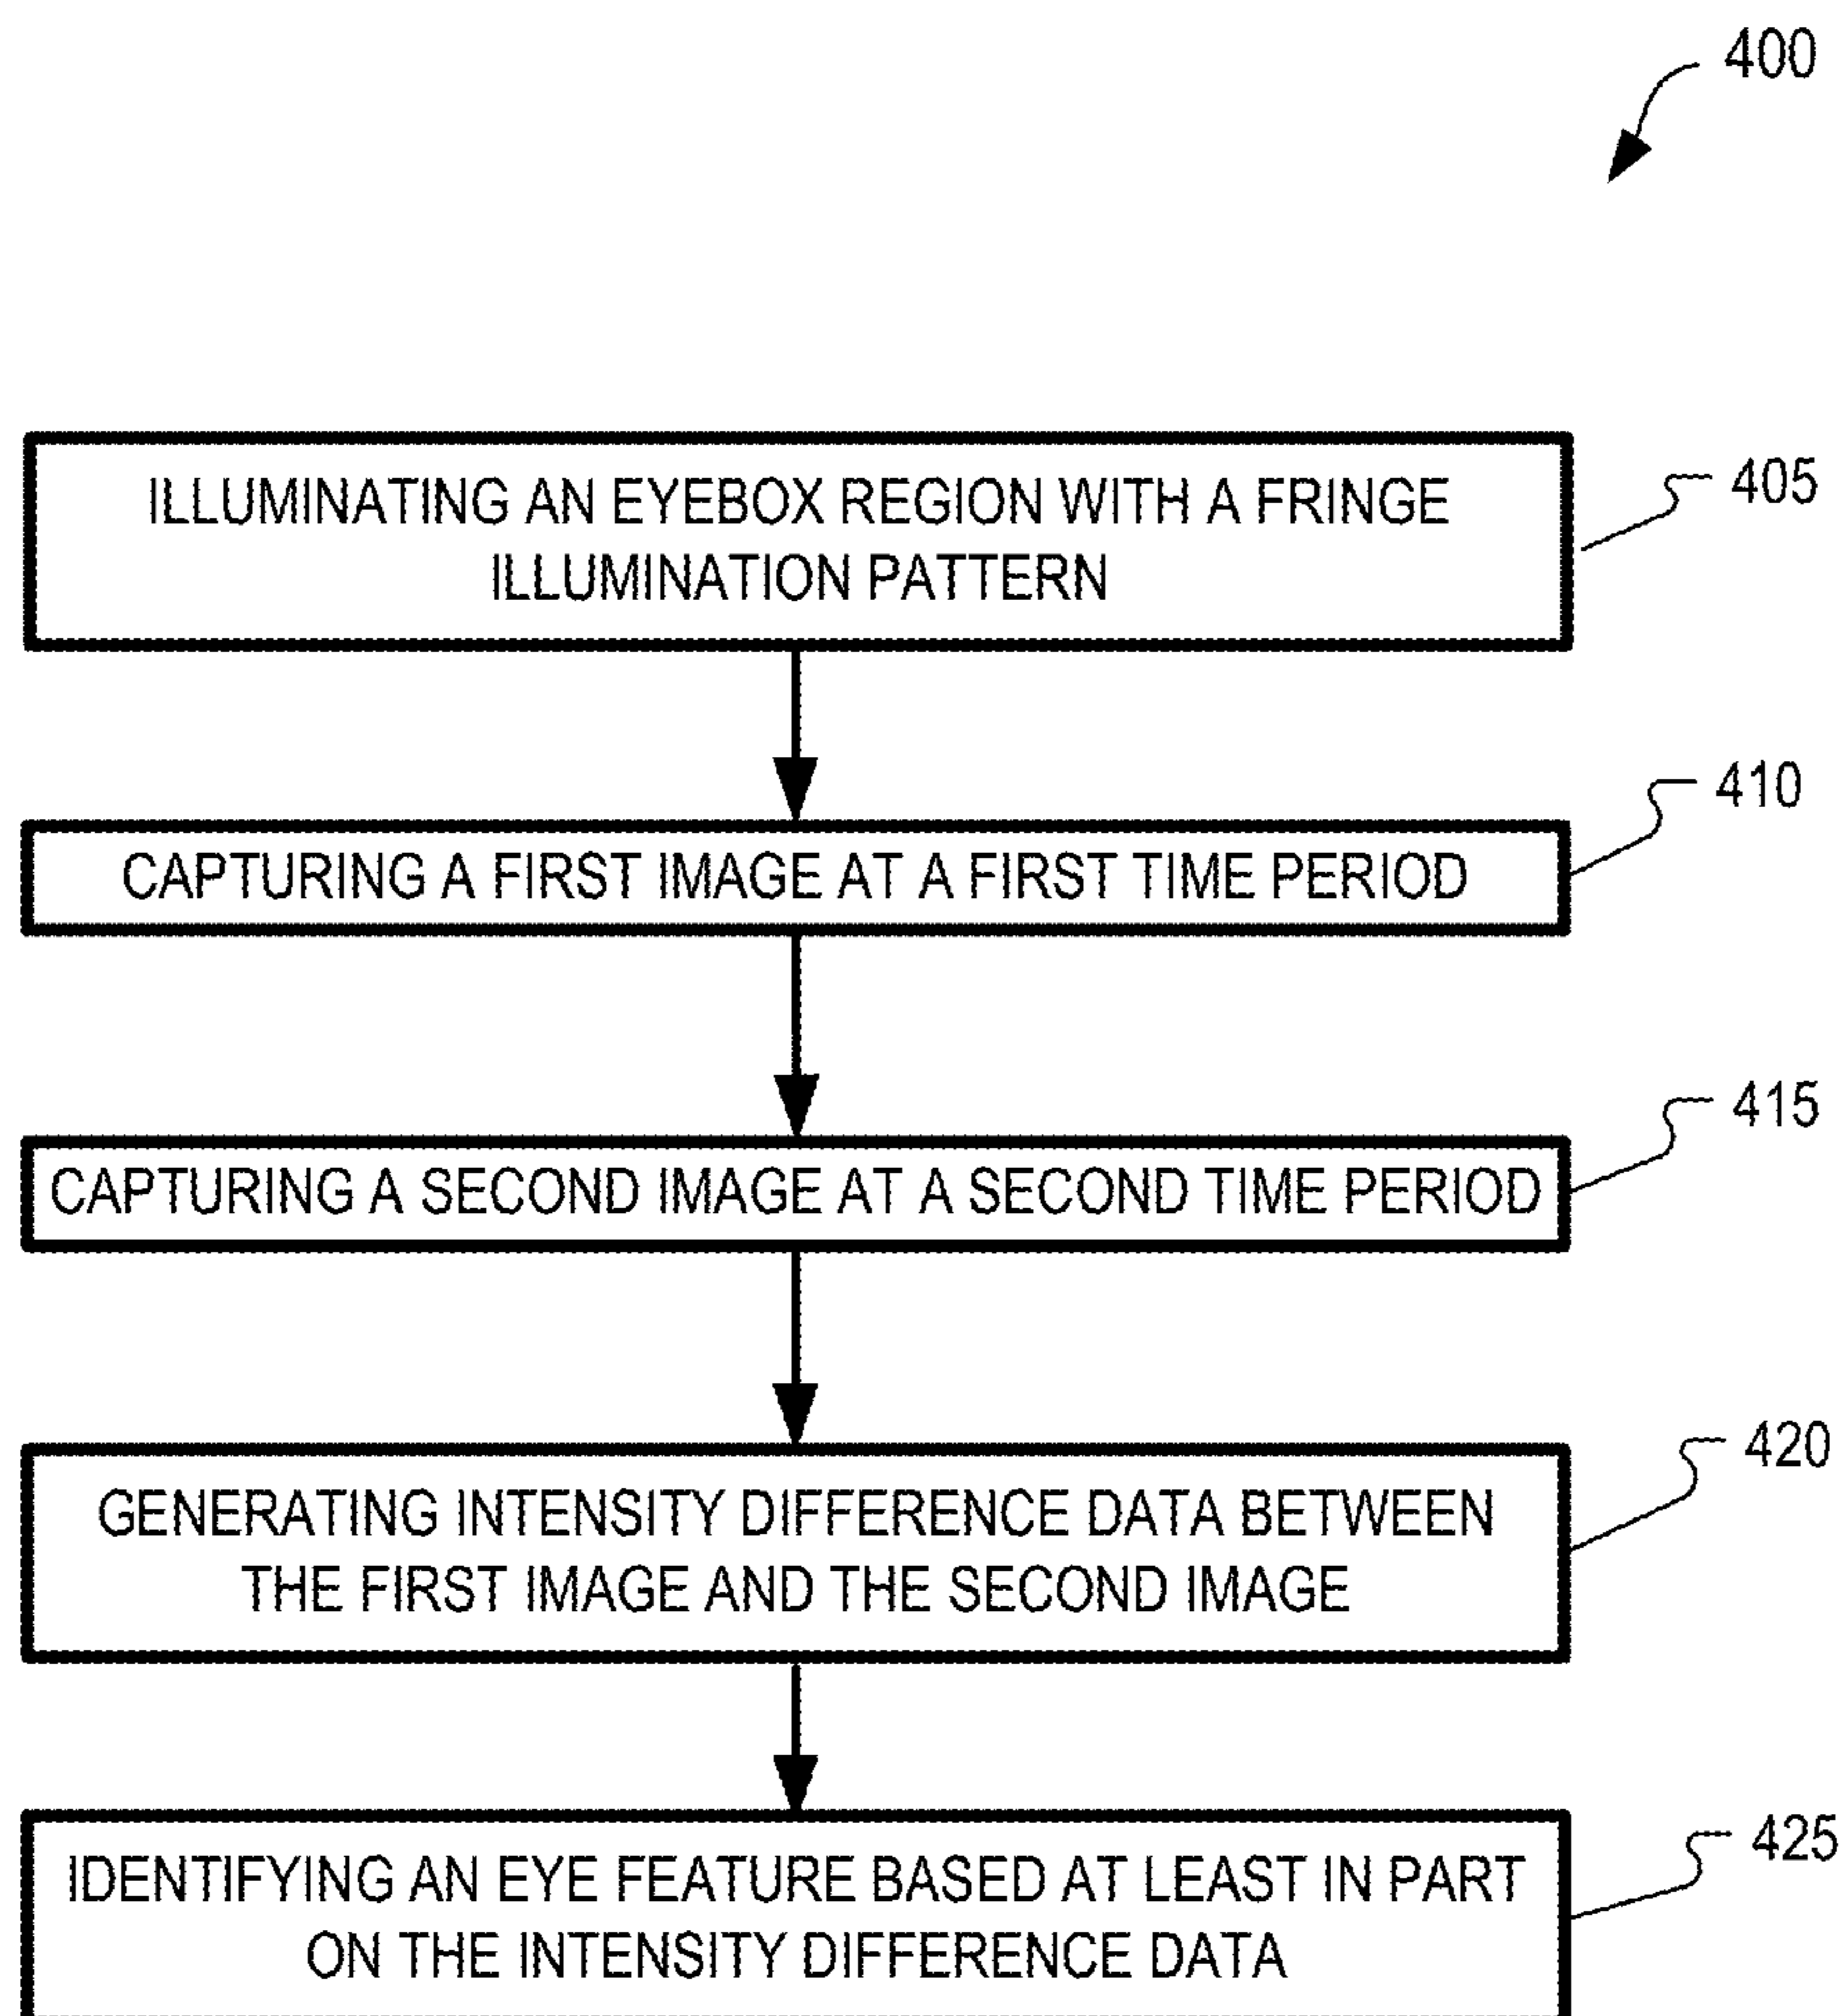 400
ILLUMINATING AN EYEBOX REGION WITH A FRINGE
ILLUMINATION PATTERN
405
CAPTURING A FIRST IMAGE AT A FIRST TIME PERIOD
410
CAPTURING A SECOND IMAGE AT A SECOND TIME PERIOD
415
GENERATING INTENSITY DIFFERENCE DATA BETWEEN
THE FIRST IMAGE AND THE SECOND IMAGE
420
IDENTIFYING AN EYE FEATURE BASED AT LEAST IN PART
ON THE INTENSITY DIFFERENCE DATA
425